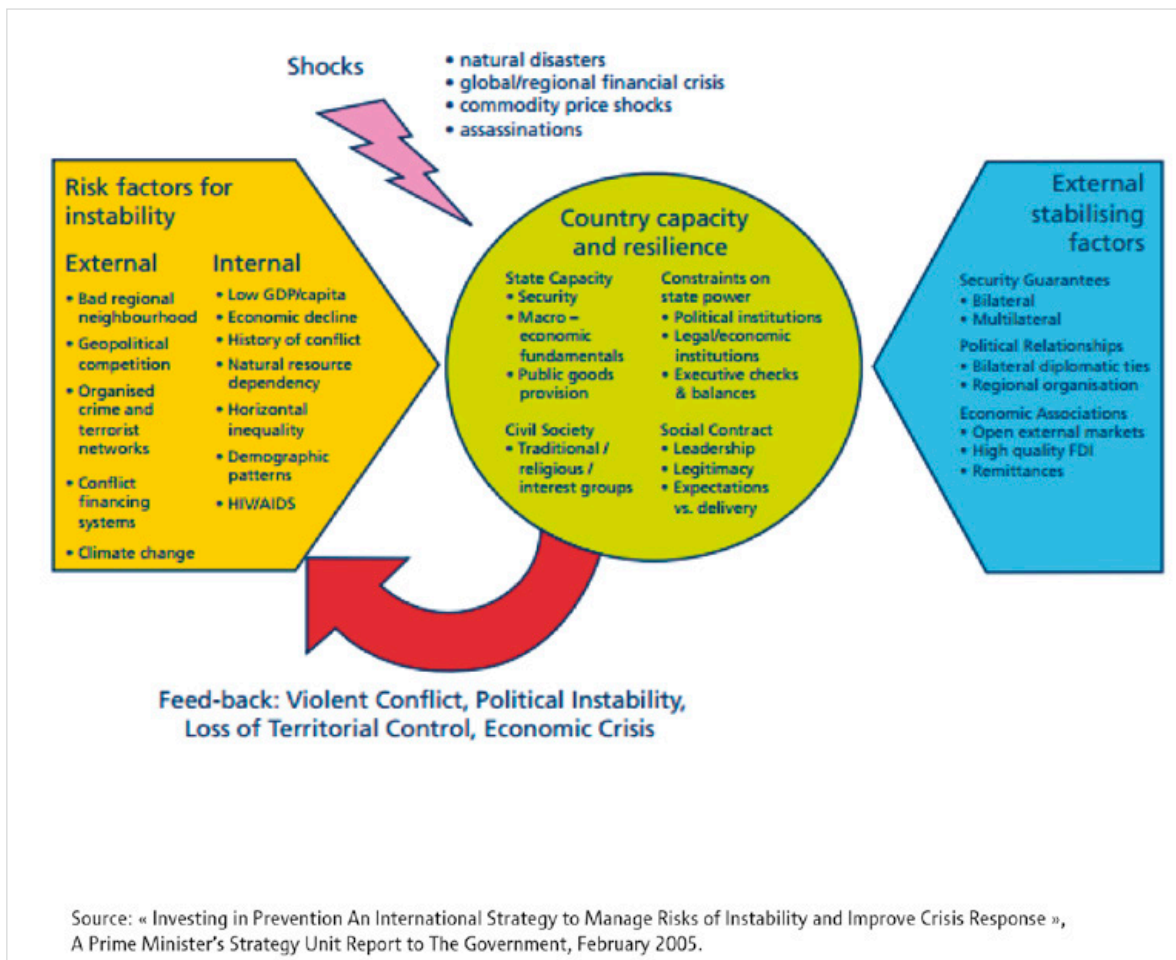 Shocks
• natural disasters
• global/regional financial crisis
• commodity price shocks
• assassinations
Risk factors for
instability
External
• Bad regional
neighbourhood
• Geopolitical
competition
• Organised
crime and
terrorist
networks
• Conflict
financing
systems
• Climate change
Internal
• Low GDP/capita
• Economic decline
• History of conflict
• Natural resource
dependency
• Horizontal
inequality
• Demographic
patterns
• HIV/AIDS
Country capacity
and resilience
State Capacity
• Security
• Macro –
economic
fundamentals
• Public goods
provision
Constraints on
state power
• Political institutions
• Legal/economic
institutions
• Executive checks
& balances
Civil Society
• Traditional /
religious /
interest groups
Social Contract
• Leadership
• Legitimacy
• Expectations
vs. delivery
External
stabilising
factors
Security Guarantees
• Bilateral
• Multilateral
Political Relationships
• Bilateral diplomatic ties
• Regional organisation
Economic Associations
• Open external markets
• High quality FDI
• Remittances
Feed-back: Violent Conflict, Political Instability,
Loss of Territorial Control, Economic Crisis
Source: « Investing in Prevention An International Strategy to Manage Risks of Instability and Improve Crisis Response »,
A Prime Minister's Strategy Unit Report to The Government, February 2005.